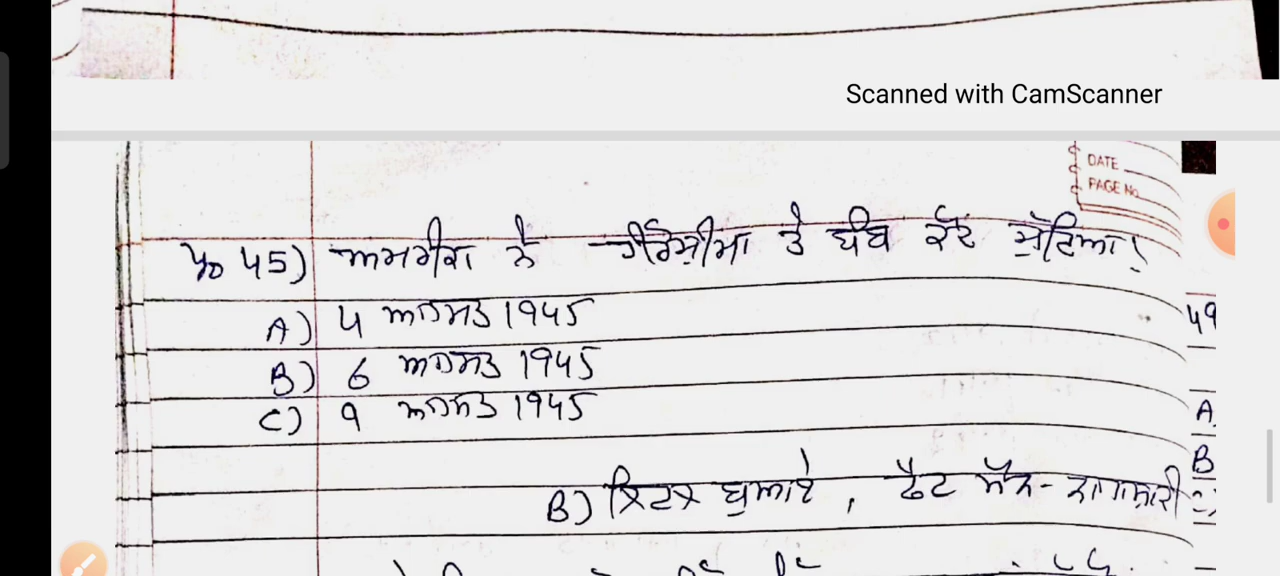 Scanned with CamScanner
DATE
PAGE No.
ਪ੍ਰ 45) ਅਮਰੀਕਾ ਨੇ ਹੀਰੋਸ਼ੀਮਾ ਤੇ ਬੰਬ ਕਦੋਂ ਸੁੱਟਿਆ?
A) 4 ਅਗਸਤ 1945
B) 6 ਅਗਸਤ 1945
C) 9 ਅਗਸਤ 1945
49
A
B
B) ਲਿਟਲ ਬੁਆਏ, ਫੈਟ ਮੈਨ - ਨਾਗਾਸਾਕੀ